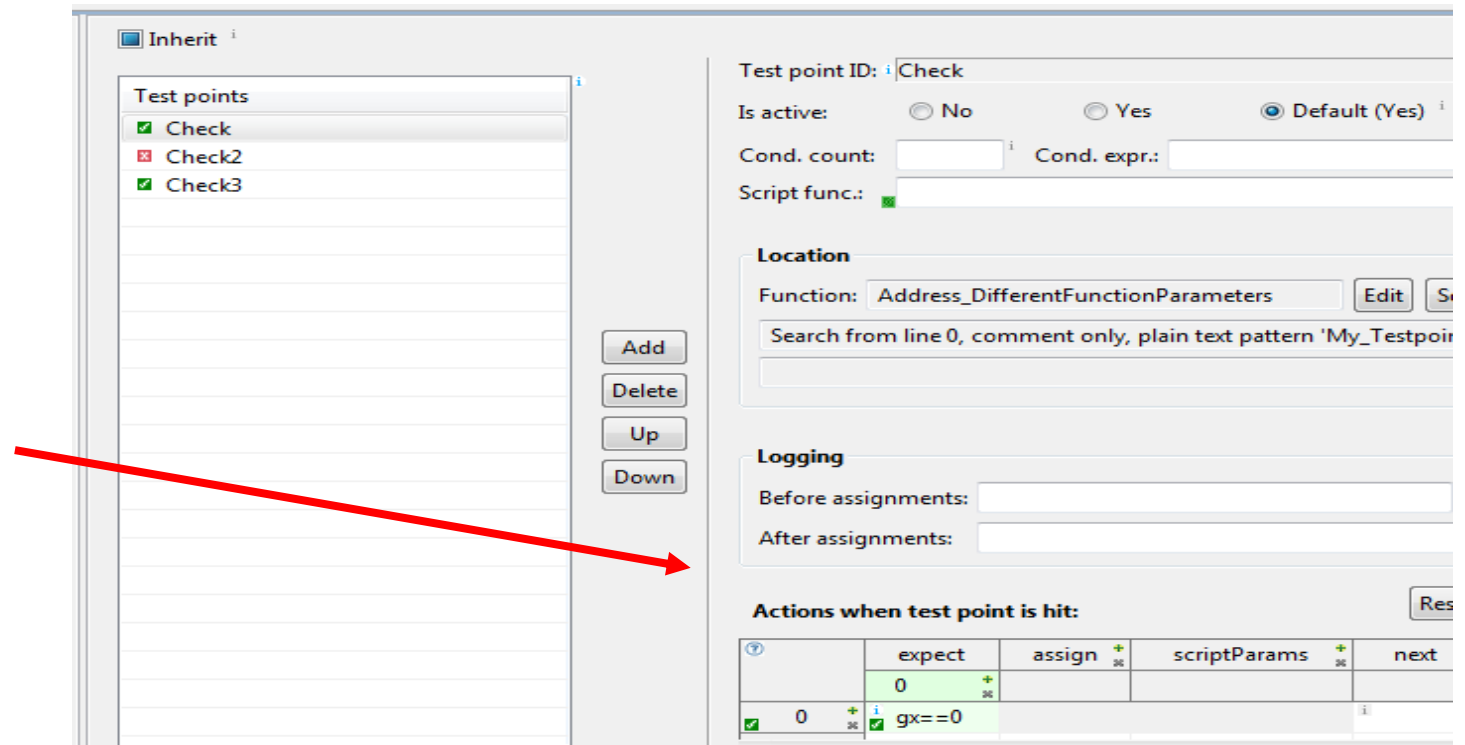 Inherit
Test points
Check
Check2
Check3
Add
Delete
Up
Down
Test point ID: Check
Is active: No Yes Default (Yes)
Cond. count: Cond. expr.:
Script func.:
Location
Function: Address_DifferentFunctionParameters Edit
Search from line 0, comment only, plain text pattern 'My_Testpoin
Logging
Before assignments:
After assignments:
Actions when test point is hit: Res
expect assign scriptParams next
0
0 gx==0